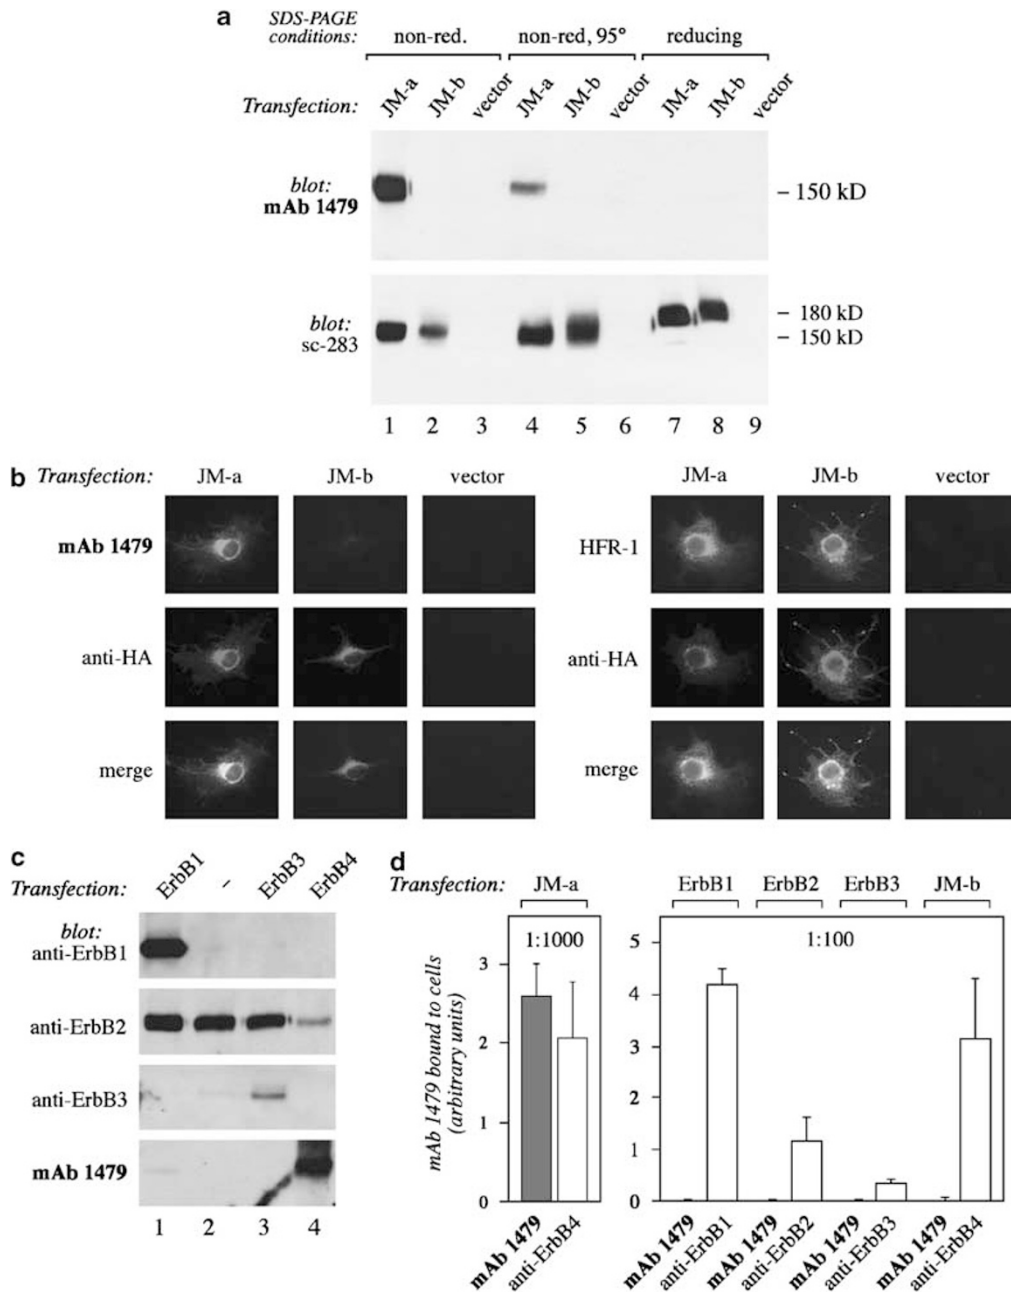 a
SDS-PAGE
conditions:
non-red. non-red, 95° reducing
Transfection: JM-a JM-b vector JM-a JM-b vector JM-a JM-b vector
blot:
mAb 1479
– 150 kD
blot:
sc-283
– 180 kD
– 150 kD
1 2 3 4 5 6 7 8 9
b Transfection: JM-a JM-b vector JM-a JM-b vector
mAb 1479 HFR-1
anti-HA anti-HA
merge merge
c
Transfection: ErbB1 – ErbB3 ErbB4
blot:
anti-ErbB1
anti-ErbB2
anti-ErbB3
mAb 1479
1 2 3 4
d
Transfection: JM-a ErbB1 ErbB2 ErbB3 JM-b
1:1000 1:100
mAb 1479 bound to cells
(arbitrary units)
3
2
1
0
5
4
3
2
1
0
mAb 1479 anti-ErbB4 mAb 1479 anti-ErbB1 mAb 1479 anti-ErbB2 mAb 1479 anti-ErbB3 mAb 1479 anti-ErbB4